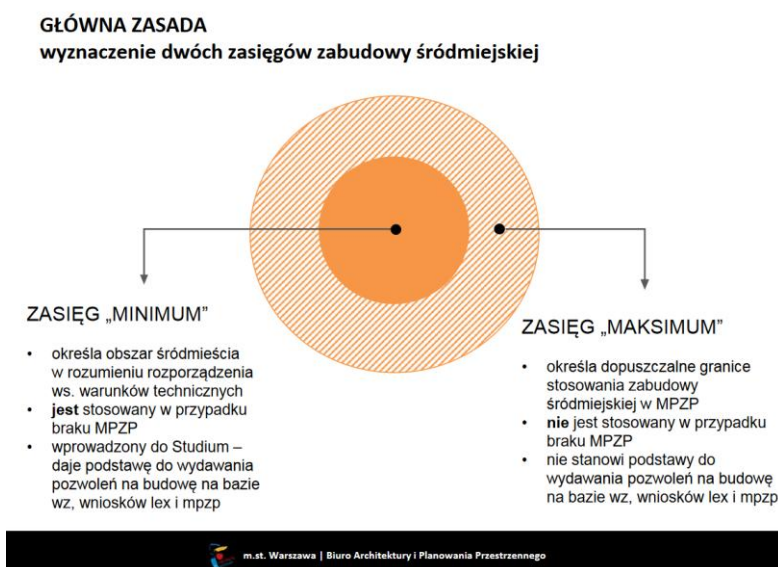 GŁÓWNA ZASADA
wyznaczenie dwóch zasięgów zabudowy śródmiejskiej
ZASIĘG „MINIMUM”
• określa obszar śródmieścia
w rozumieniu rozporządzenia
ws. warunków technicznych
• jest stosowany w przypadku
braku MPZP
• wprowadzony do Studium –
daje podstawę do wydawania
pozwoleń na budowę na bazie
wz, wniosków lex i mpzp
ZASIĘG „MAKSIMUM”
• określa dopuszczalne granice
stosowania zabudowy
śródmiejskiej w MPZP
• nie jest stosowany w przypadku
braku MPZP
• nie stanowi podstawy do
wydawania pozwoleń na budowę
na bazie wz, wniosków lex i mpzp
m.st. Warszawa | Biuro Architektury i Planowania Przestrzennego